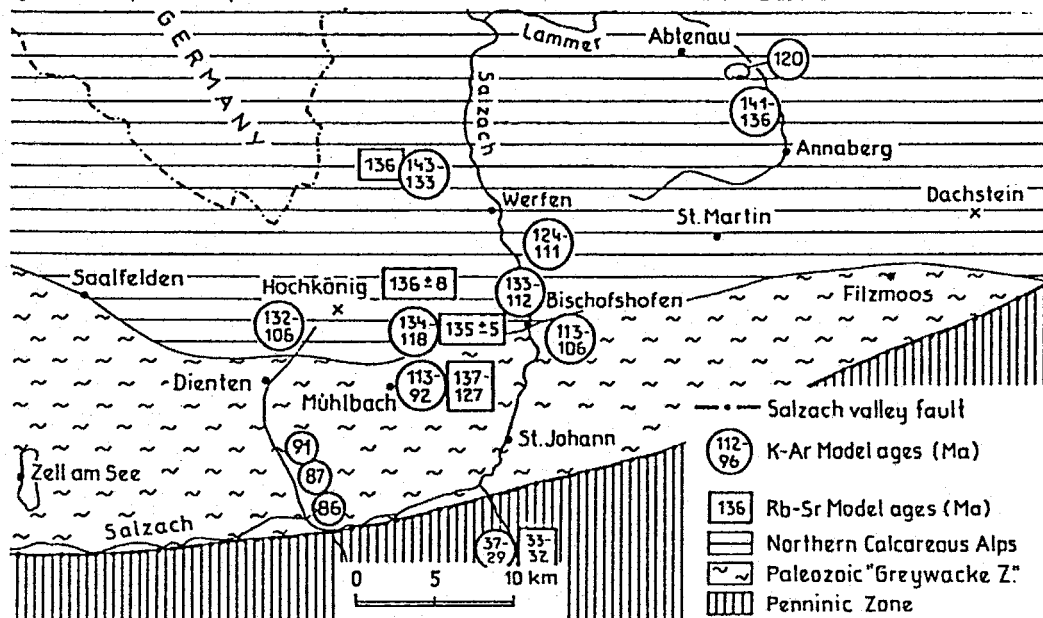 GERMANY
Lammer
Abtenau
120
Salzach
141-
136
Annaberg
136
143-
133
Werfen
Dachstein
St.Martin
124-
111
Saalfelden
Hochkönig
136 ± 8
133-
112
Bischofshofen
Filzmoos
132-
106
134-
118
135 ± 5
113-
106
Dienten
Mühlbach
113-
92
137-
127
Salzach valley fault
St.Johann
112-
96
K-Ar Model ages (Ma)
91
Zell am See
87
86
136
Rb-Sr Model ages (Ma)
Salzach
37-
29
33-
32
Northern Calcareous Alps
0 5 10 km
Paleozoic "Greywacke Z."
Penninic Zone